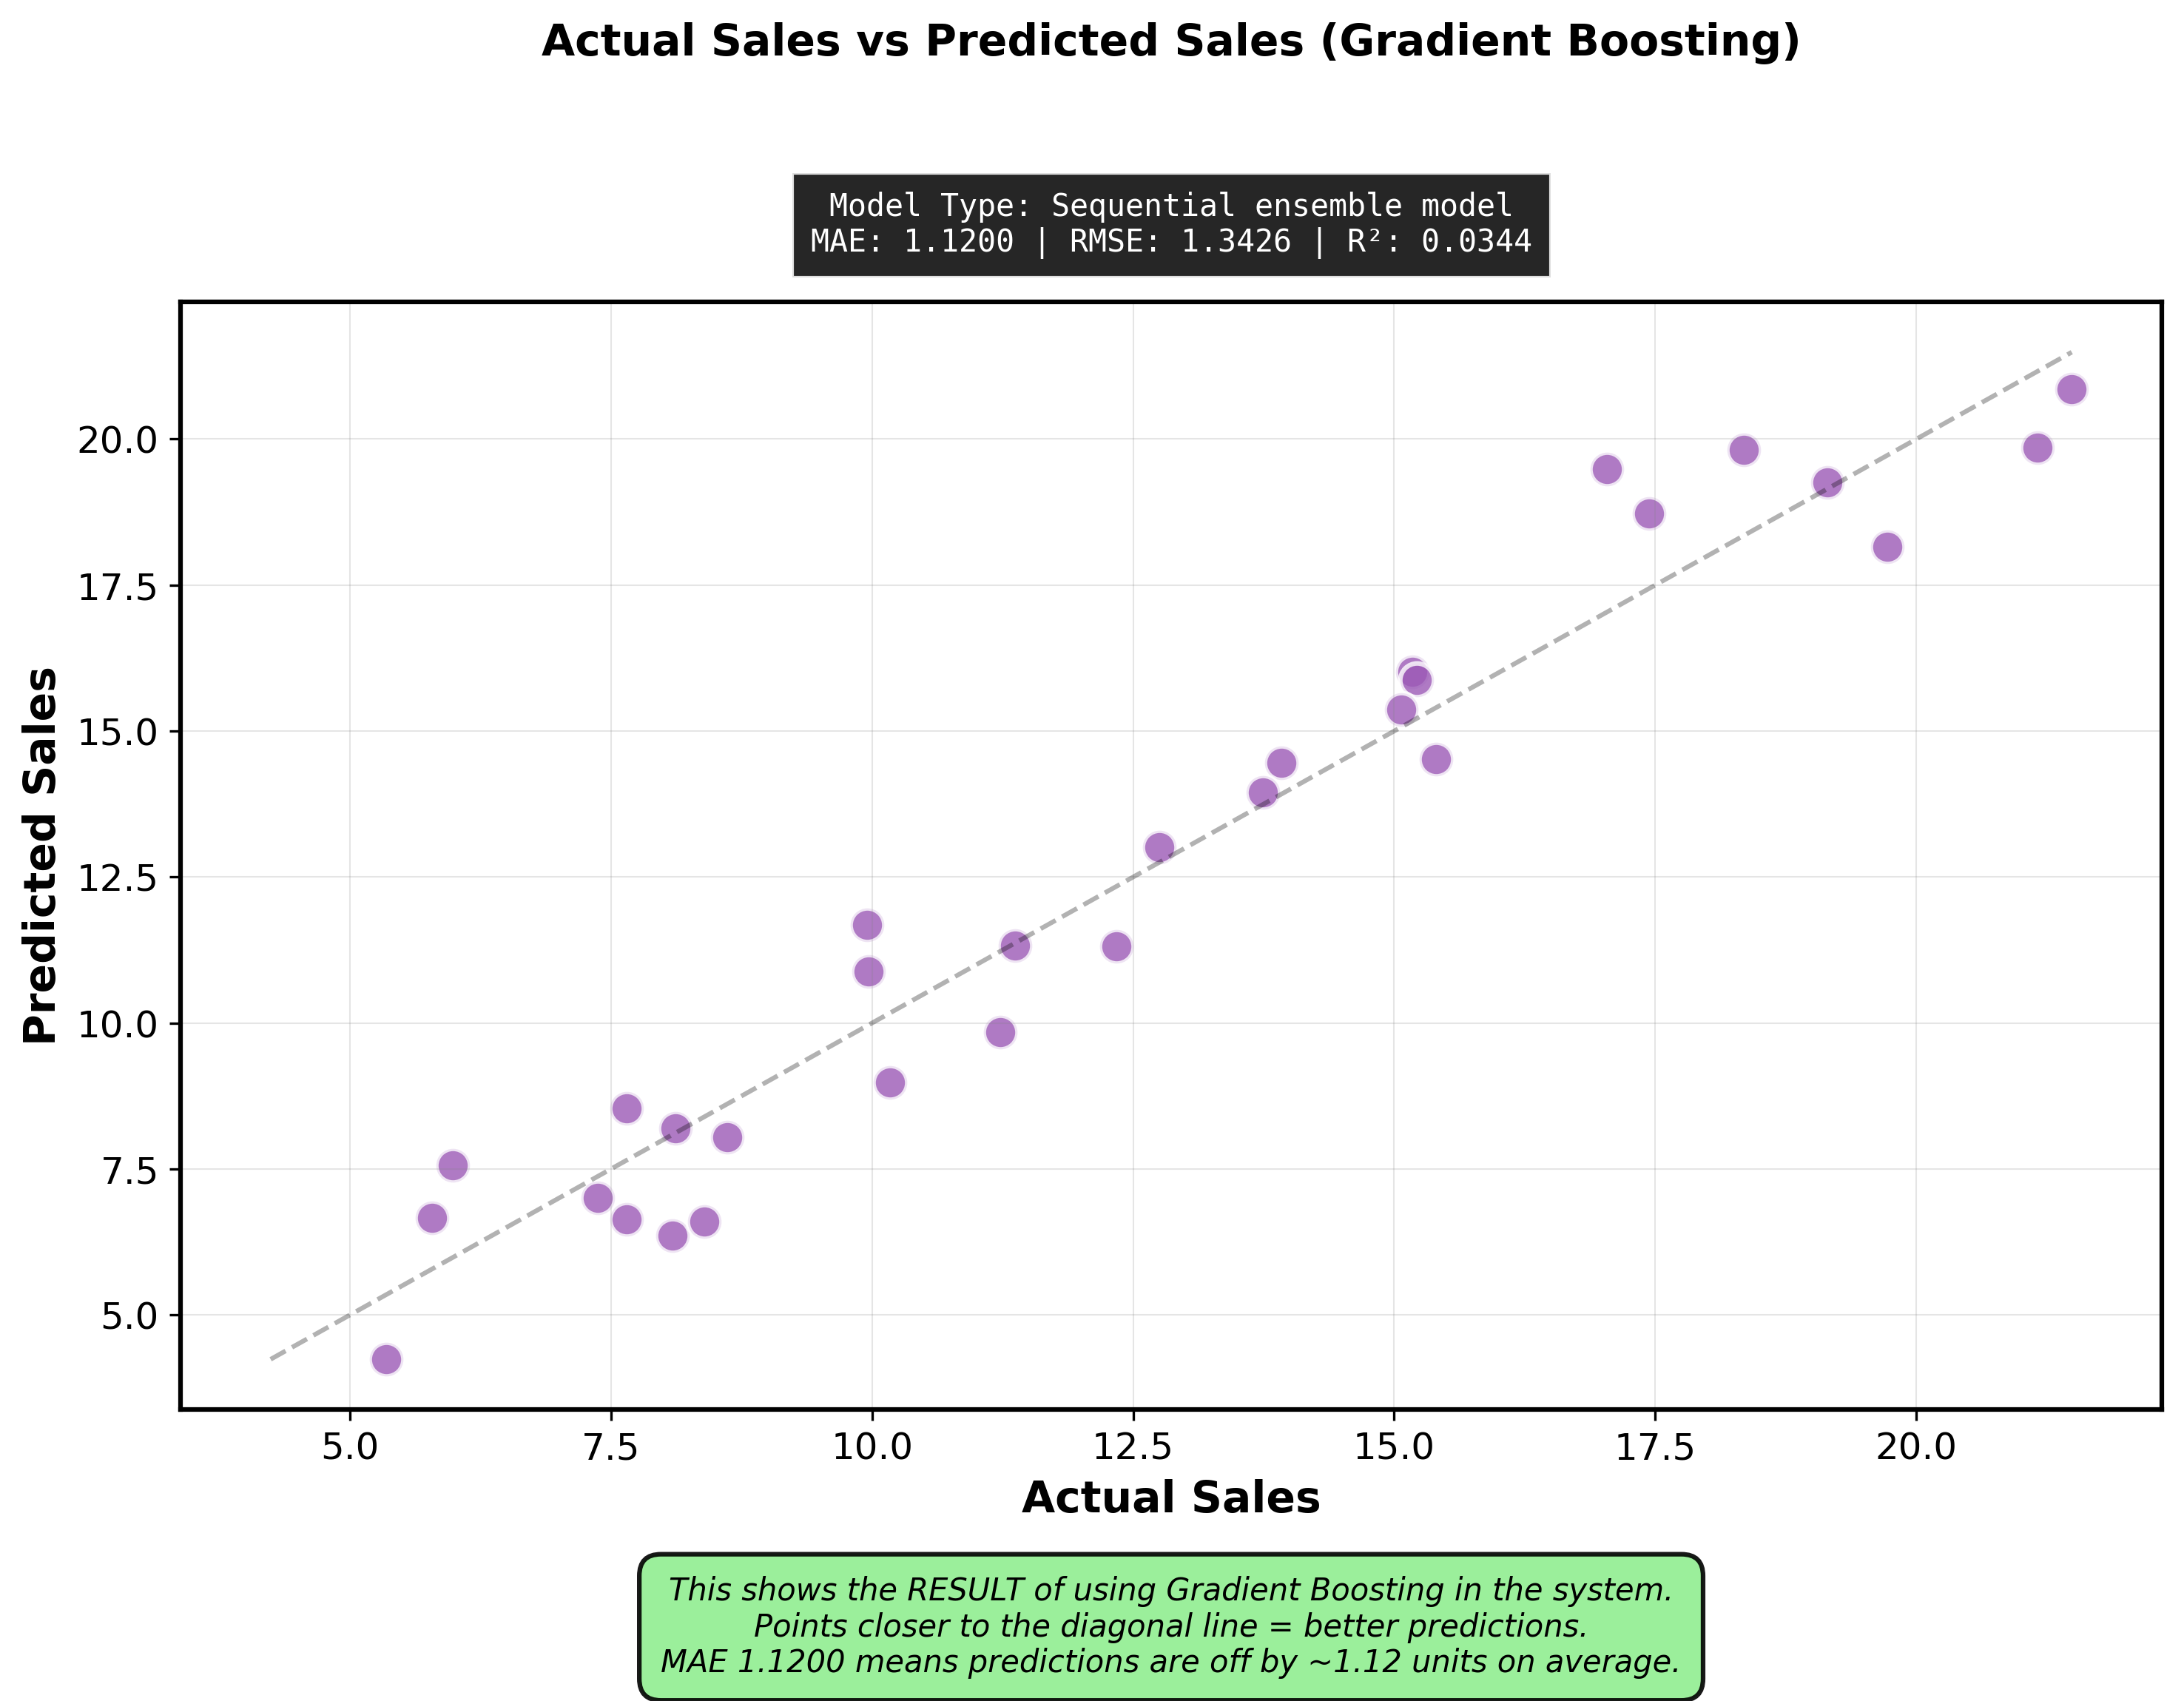 Actual Sales vs Predicted Sales (Gradient Boosting)
Model Type: Sequential ensemble model
MAE: 1.1200 | RMSE: 1.3426 | R²: 0.0344
Predicted Sales
20.0
17.5
15.0
12.5
10.0
7.5
5.0
5.0 7.5 10.0 12.5 15.0 17.5 20.0
Actual Sales
This shows the RESULT of using Gradient Boosting in the system.
Points closer to the diagonal line = better predictions.
MAE 1.1200 means predictions are off by ~1.12 units on average.